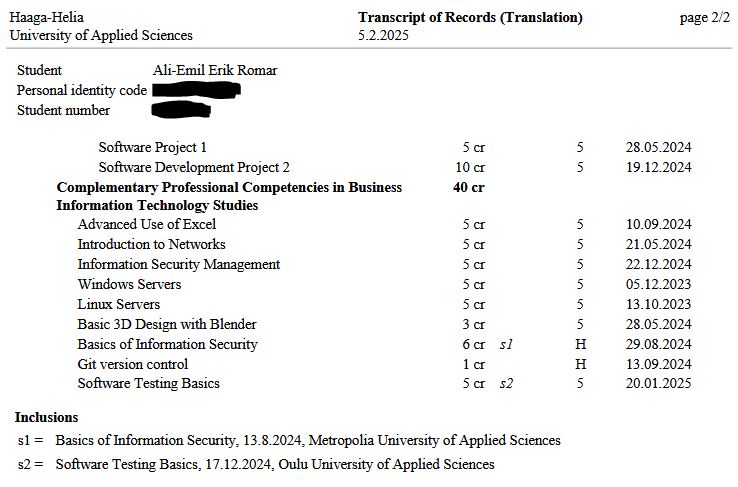 Haaga-Helia Transcript of Records (Translation) page 2/2
University of Applied Sciences 5.2.2025
Student Ali-Emil Erik Romar
Personal identity code
Student number
Software Project 1 5 cr 5 28.05.2024
Software Development Project 2 10 cr 5 19.12.2024
Complementary Professional Competencies in Business 40 cr
Information Technology Studies
Advanced Use of Excel 5 cr 5 10.09.2024
Introduction to Networks 5 cr 5 21.05.2024
Information Security Management 5 cr 5 22.12.2024
Windows Servers 5 cr 5 05.12.2023
Linux Servers 5 cr 5 13.10.2023
Basic 3D Design with Blender 3 cr 5 28.05.2024
Basics of Information Security 6 cr s1 H 29.08.2024
Git version control 1 cr H 13.09.2024
Software Testing Basics 5 cr s2 5 20.01.2025
Inclusions
s1 = Basics of Information Security, 13.8.2024, Metropolia University of Applied Sciences
s2 = Software Testing Basics, 17.12.2024, Oulu University of Applied Sciences